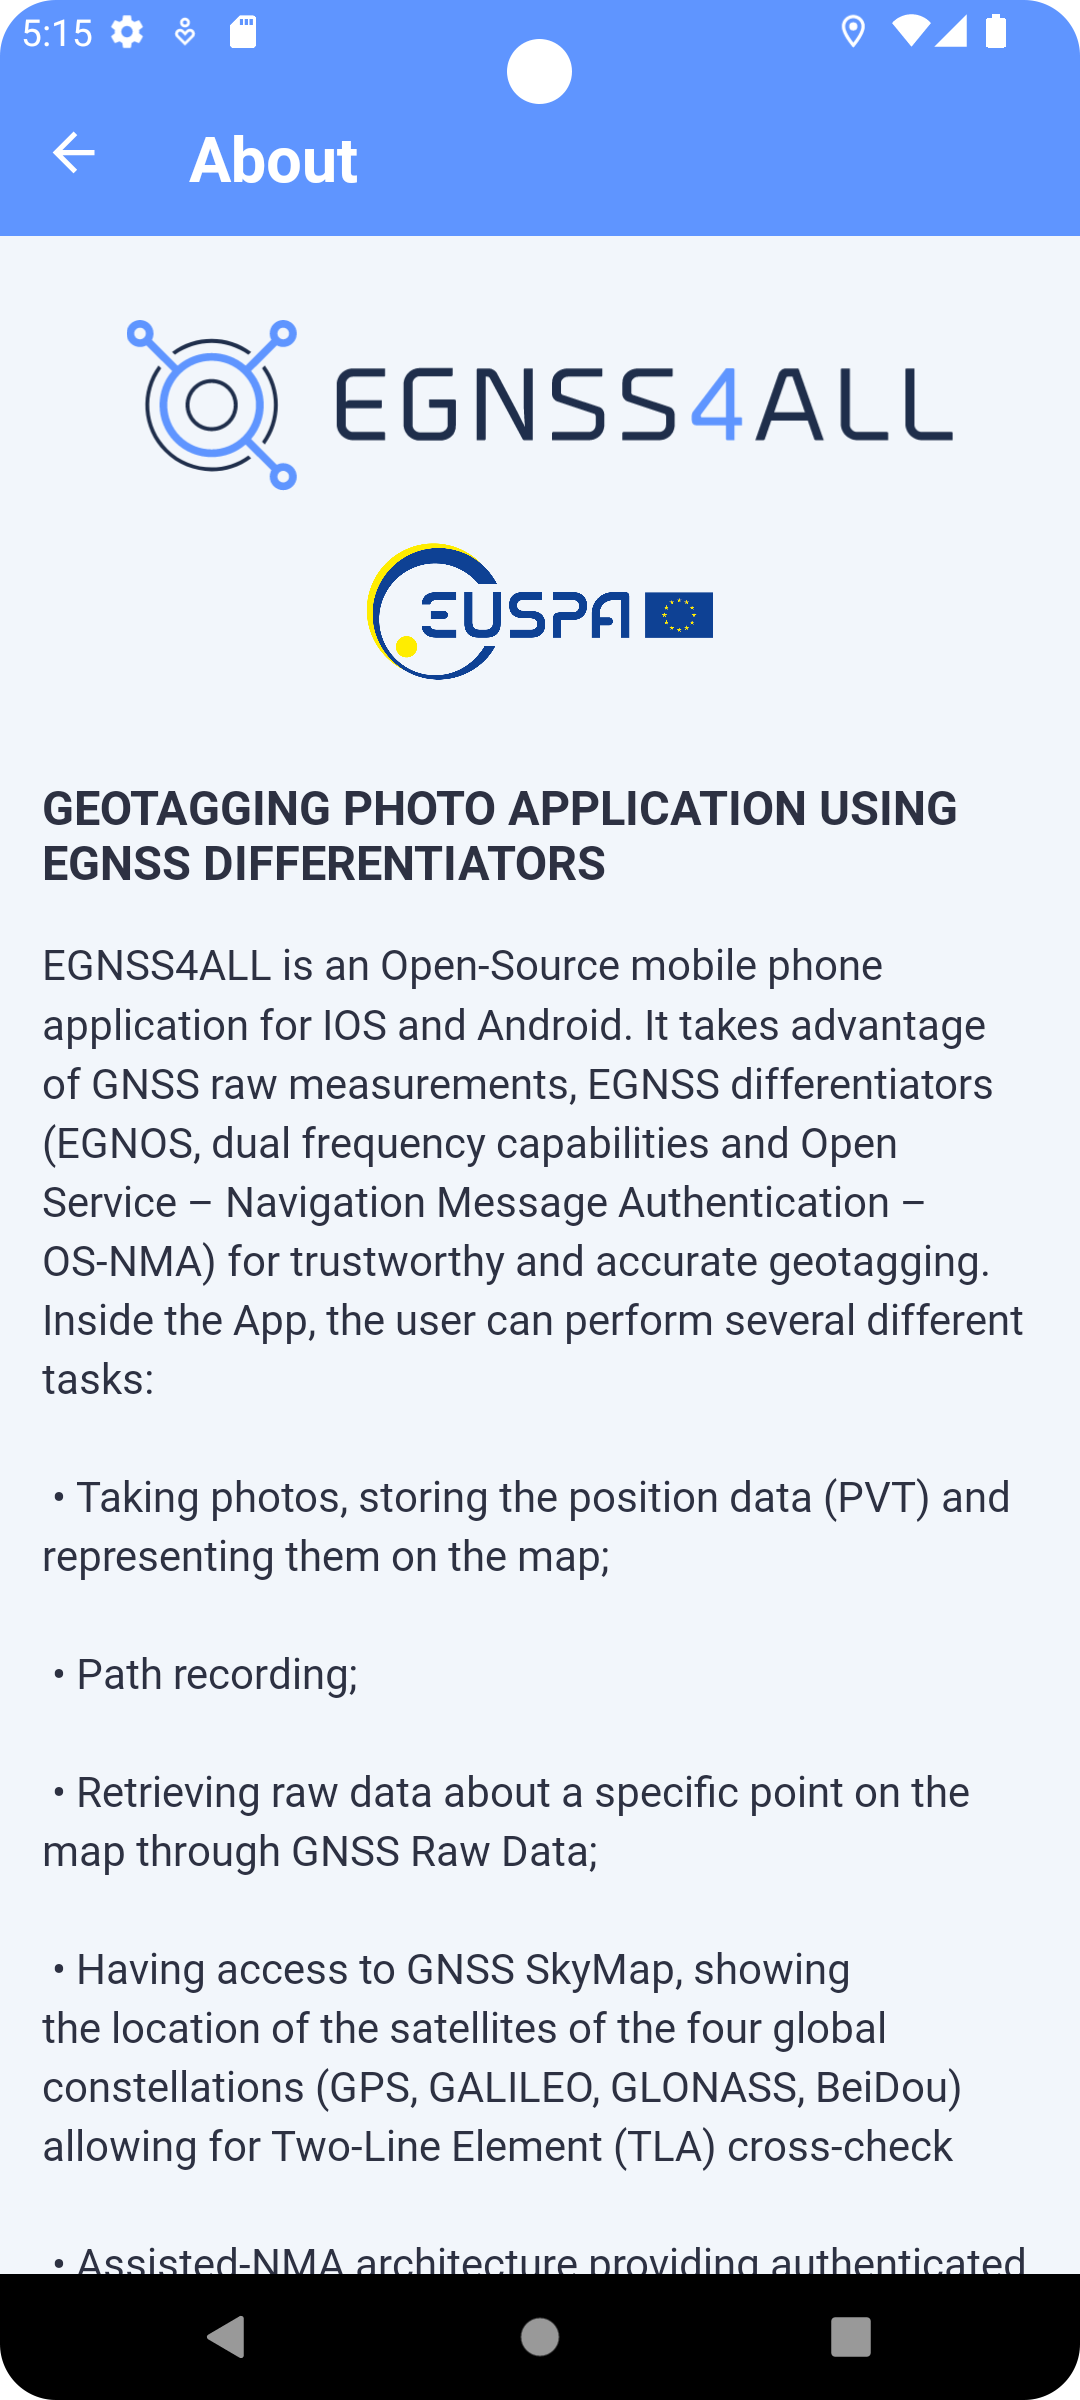 5:15
About
EGNSS4ALL
EUSPA
GEOTAGGING PHOTO APPLICATION USING
EGNSS DIFFERENTIATORS
EGNSS4ALL is an Open-Source mobile phone
application for IOS and Android. It takes advantage
of GNSS raw measurements, EGNSS differentiators
(EGNOS, dual frequency capabilities and Open
Service – Navigation Message Authentication –
OS-NMA) for trustworthy and accurate geotagging.
Inside the App, the user can perform several different
tasks:
• Taking photos, storing the position data (PVT) and
representing them on the map;
• Path recording;
• Retrieving raw data about a specific point on the
map through GNSS Raw Data;
• Having access to GNSS SkyMap, showing
the location of the satellites of the four global
constellations (GPS, GALILEO, GLONASS, BeiDou)
allowing for Two-Line Element (TLA) cross-check
• Assisted-NMA architecture providing authenticated